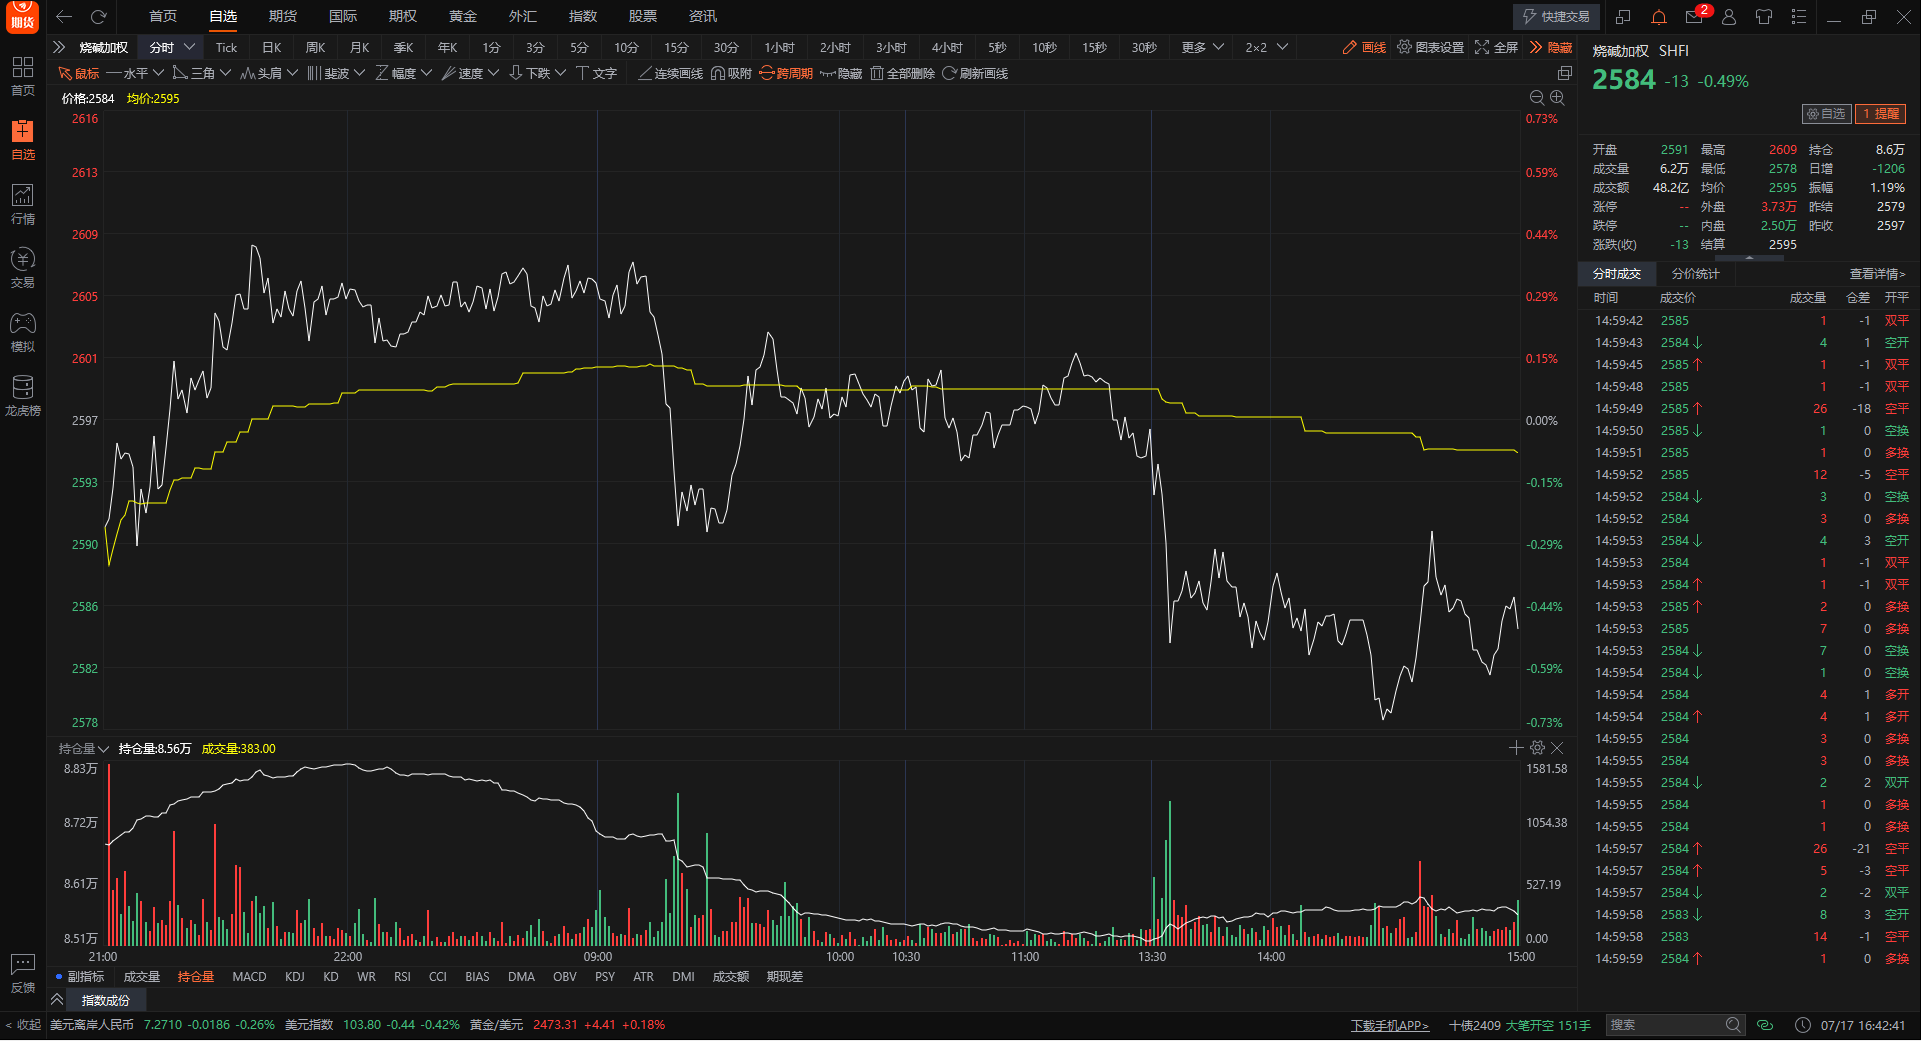 期货 首页 自选 期货 国际 期权 黄金 外汇 指数 股票 资讯 快捷交易 2
烧碱加权 分时 Tick 日K 周K 月K 季K 年K 1分 3分 5分 10分 15分 30分 1小时 2小时 3小时 4小时 5秒 10秒 15秒 30秒 更多 2×2 画线 图表设置 全屏 隐藏
鼠标 水平 三角 头肩 斐波 幅度 速度 下跌 文字 连续画线 吸附 跨周期 隐藏 全部删除 刷新画线
首页
自选
行情
交易
模拟
龙虎榜
反馈
< 收起
价格:2584 均价:2595
2616 0.73%
2613 0.59%
2609 0.44%
2605 0.29%
2601 0.15%
2597 0.00%
2593 -0.15%
2590 -0.29%
2586 -0.44%
2582 -0.59%
2578 -0.73%
持仓量 持仓量:8.56万 成交量:383.00
8.83万 1581.58
8.72万 1054.38
8.61万 527.19
8.51万 0.00
21:00 22:00 09:00 10:00 10:30 11:00 13:30 14:00 15:00
副指标 成交量 持仓量 MACD KDJ KD WR RSI CCI BIAS DMA OBV PSY ATR DMI 成交额 期现差
指数成份
烧碱加权 SHFI
2584 -13 -0.49%
自选 1 提醒
开盘 2591 最高 2609 持仓 8.6万
成交量 6.2万 最低 2578 日增 -1206
成交额 48.2亿 均价 2595 振幅 1.19%
涨停 -- 外盘 3.73万 昨结 2579
跌停 -- 内盘 2.50万 昨收 2597
涨跌(收) -13 结算 2595
分时成交 分价统计 查看详情>
时间 成交价 成交量 仓差 开平
14:59:42 2585 1 -1 双平
14:59:43 2584↓ 4 1 空开
14:59:45 2585↑ 1 -1 双平
14:59:48 2585 1 -1 双平
14:59:49 2585↑ 26 -18 空平
14:59:50 2585↓ 1 0 空换
14:59:51 2585 1 0 多换
14:59:52 2585 12 -5 空平
14:59:52 2584↓ 3 0 空换
14:59:52 2584 3 0 多换
14:59:53 2584↓ 4 3 空开
14:59:53 2584 1 -1 双平
14:59:53 2584↑ 1 -1 双平
14:59:53 2585↑ 2 0 多换
14:59:53 2585 7 0 多换
14:59:53 2584↓ 7 0 空换
14:59:54 2584↓ 1 0 空换
14:59:54 2584 4 1 多开
14:59:54 2584↑ 4 1 多开
14:59:55 2584 3 0 多换
14:59:55 2584 3 0 多换
14:59:55 2584↓ 2 2 双开
14:59:55 2584 1 0 多换
14:59:55 2584 1 0 多换
14:59:57 2584↑ 26 -21 空平
14:59:57 2584↑ 5 -3 空平
14:59:57 2584↓ 2 -2 双平
14:59:58 2583↓ 8 3 空开
14:59:58 2583 14 -1 空平
14:59:59 2584↑ 1 0 多换
美元离岸人民币 7.2710 -0.0186 -0.26% 美元指数 103.80 -0.44 -0.42% 黄金/美元 2473.31 +4.41 +0.18% 下载手机APP> 十债2409 大笔开空 151手 搜索 07/17 16:42:41